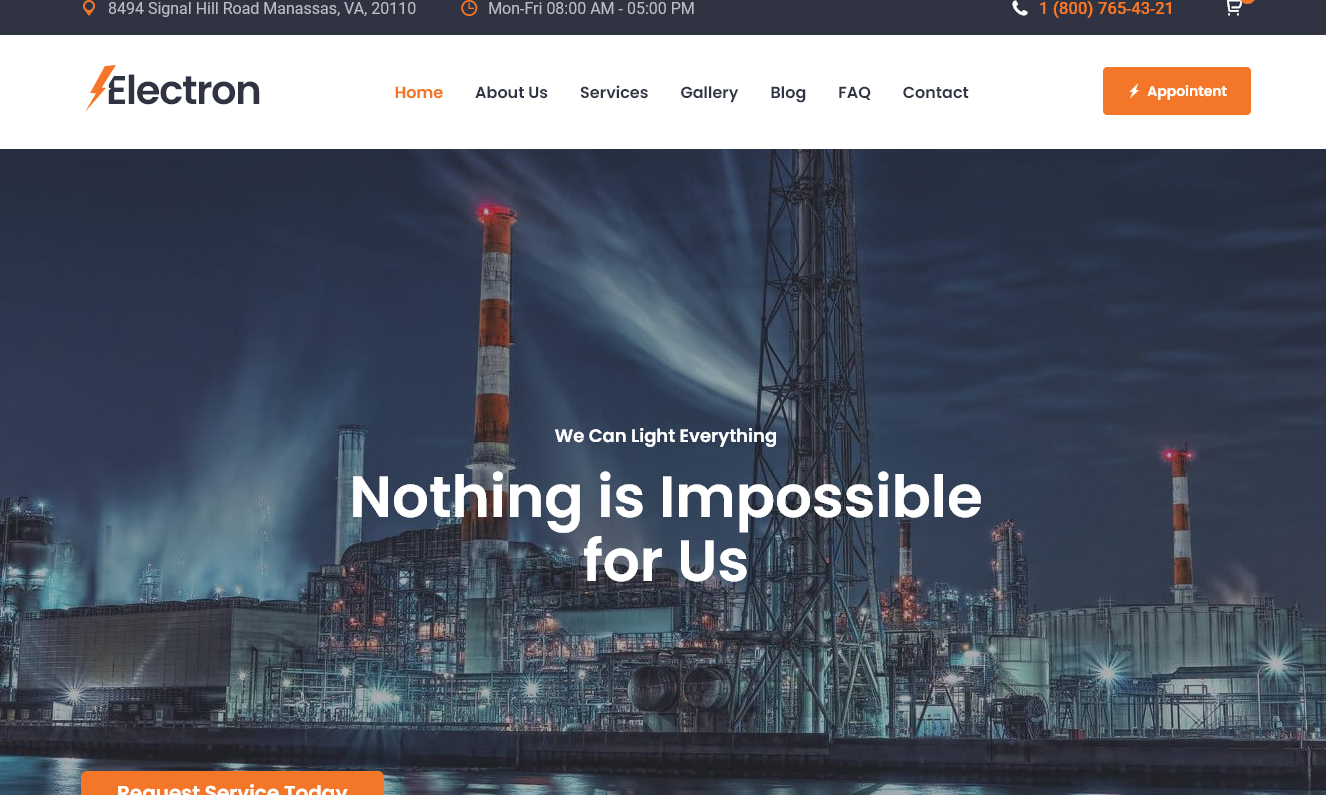 8494 Signal Hill Road Manassas, VA, 20110
Mon-Fri 08:00 AM - 05:00 PM
1 (800) 765-43-21
Electron
Home
About Us
Services
Gallery
Blog
FAQ
Contact
Appointent
We Can Light Everything
Nothing is Impossible
for Us
Request Service Today